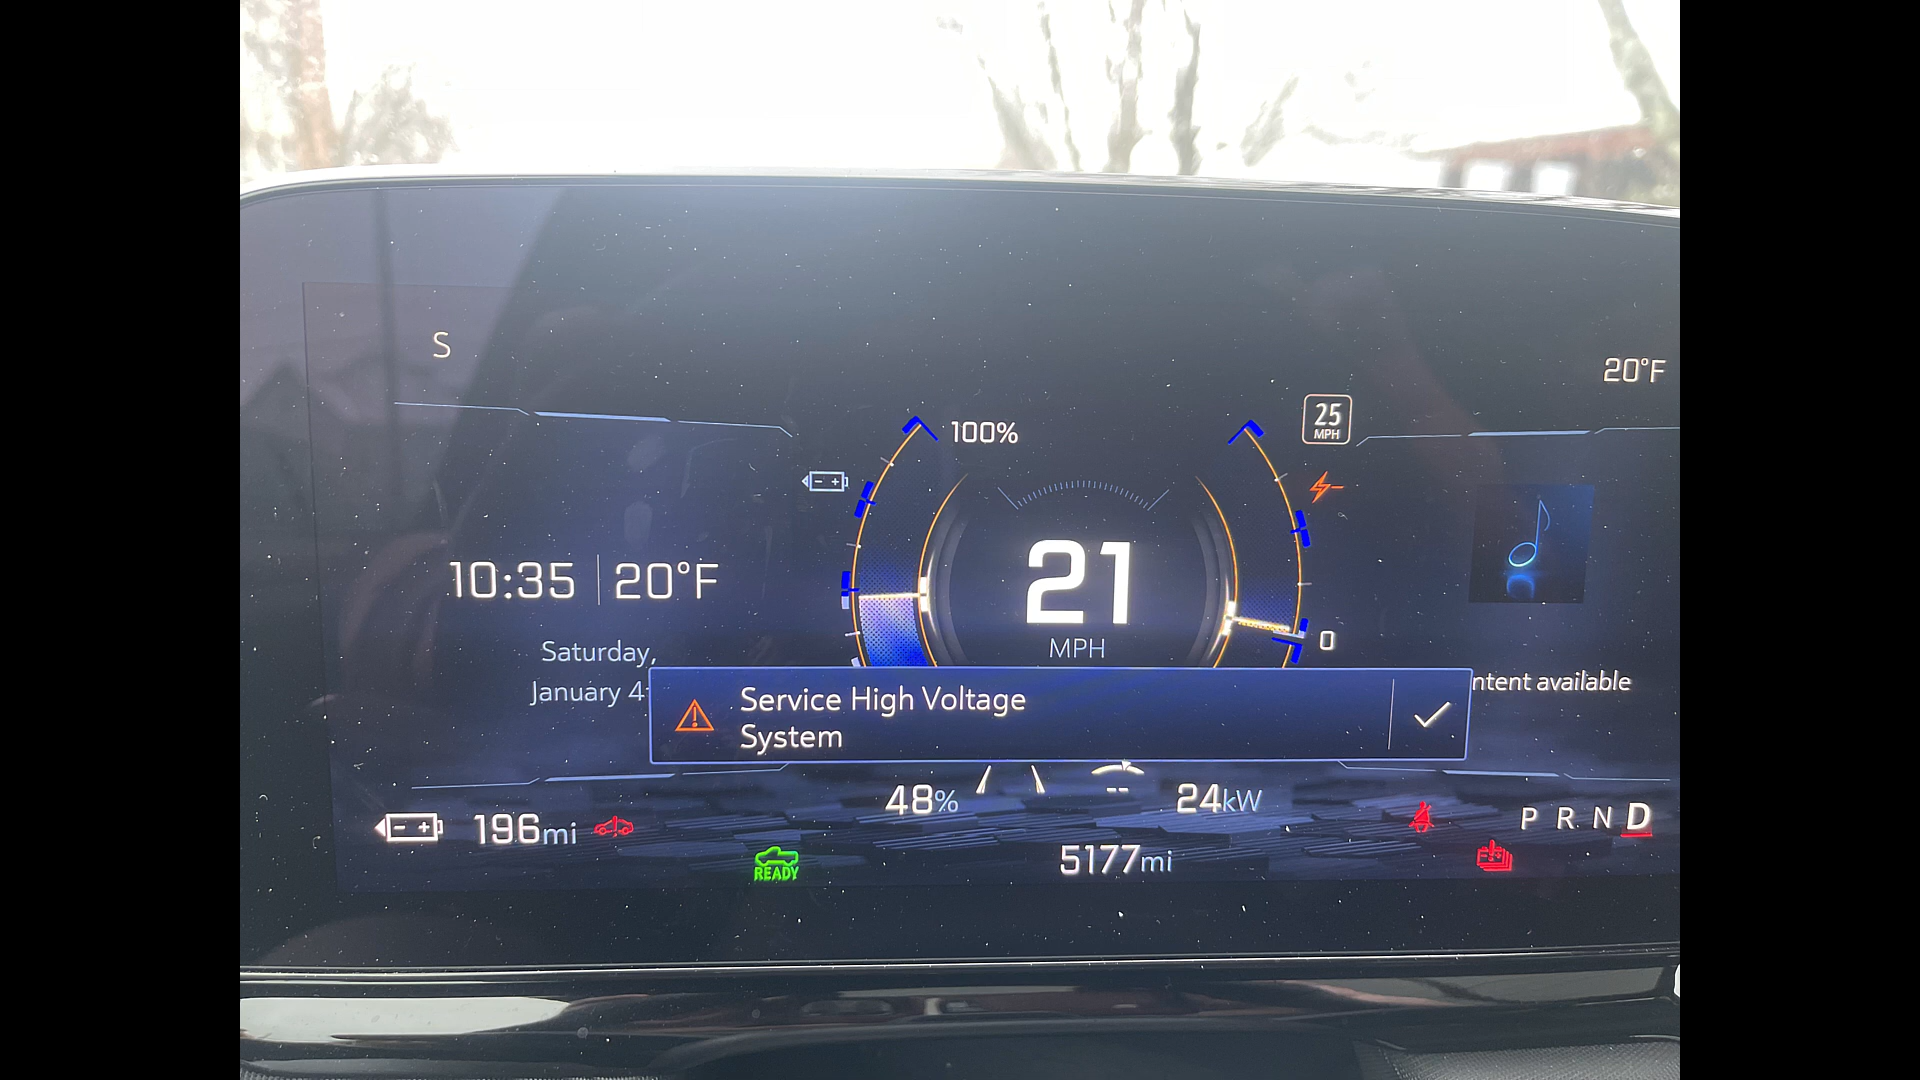 S
20°F
100%
25
MPH
- +
10:35 20°F
21
MPH
0
Saturday,
January 4
ntent available
Service High Voltage
System
48%
--
24kW
- + 196mi
P R N D
READY
5177mi